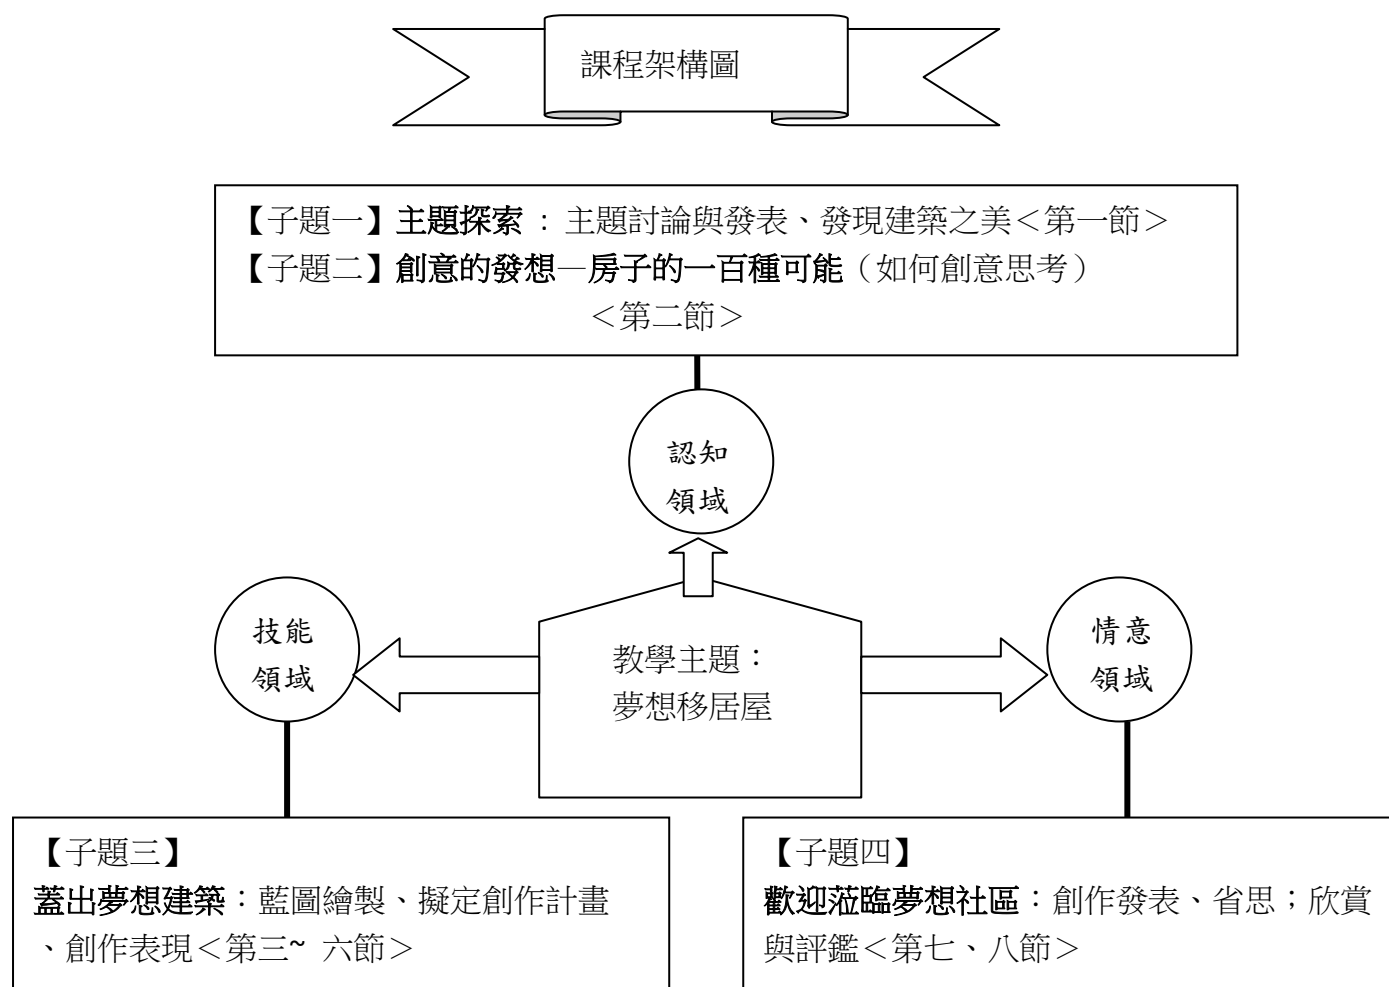 課程架構圖
【子題一】主題探索：主題討論與發表、發現建築之美＜第一節＞
【子題二】創意的發想—房子的一百種可能（如何創意思考）
＜第二節＞
認知
領域
技能
領域
教學主題：
夢想移居屋
情意
領域
【子題三】
蓋出夢想建築：藍圖繪製、擬定創作計畫
、創作表現＜第三~ 六節＞
【子題四】
歡迎蒞臨夢想社區：創作發表、省思；欣賞
與評鑑＜第七、八節＞